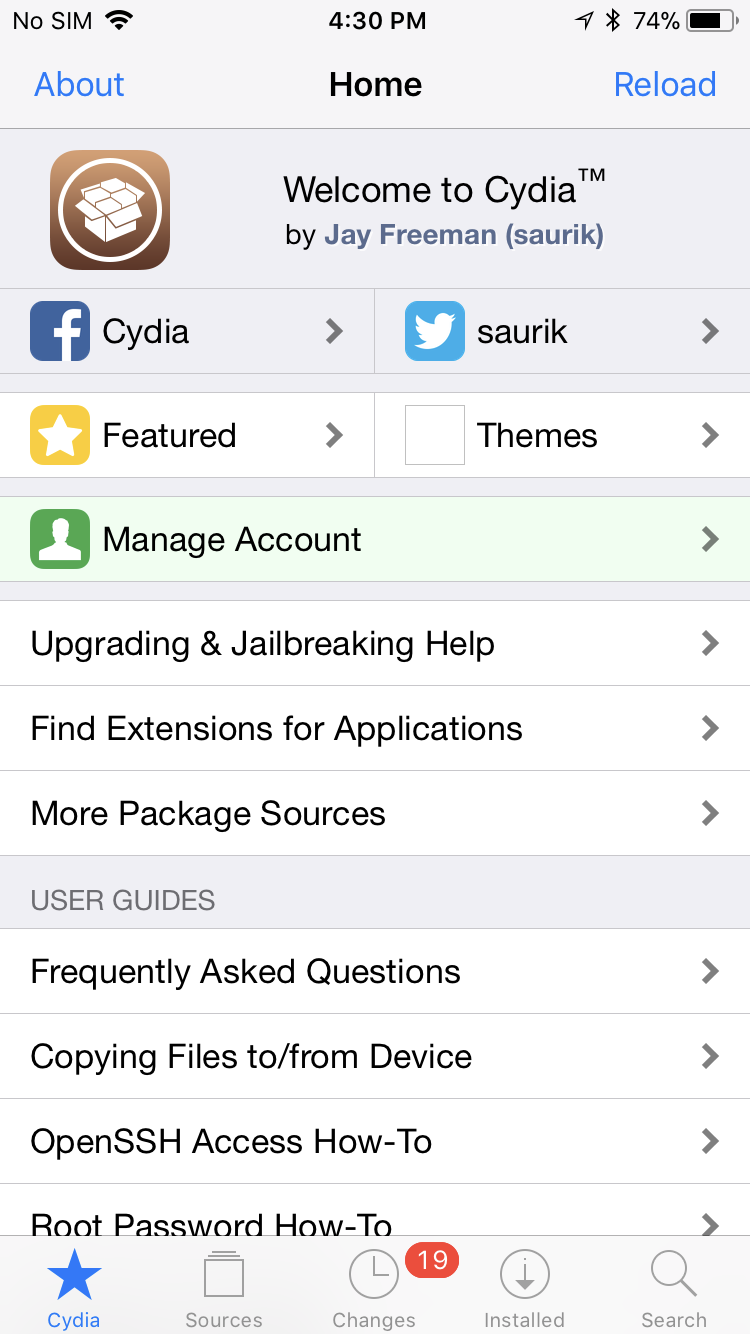 No SIM 4:30 PM 74%
About Home Reload
Welcome to Cydia™
by Jay Freeman (saurik)
Cydia saurik
Featured Themes
Manage Account
Upgrading & Jailbreaking Help
Find Extensions for Applications
More Package Sources
USER GUIDES
Frequently Asked Questions
Copying Files to/from Device
OpenSSH Access How-To
Root Password How-To
19
Cydia Sources Changes Installed Search